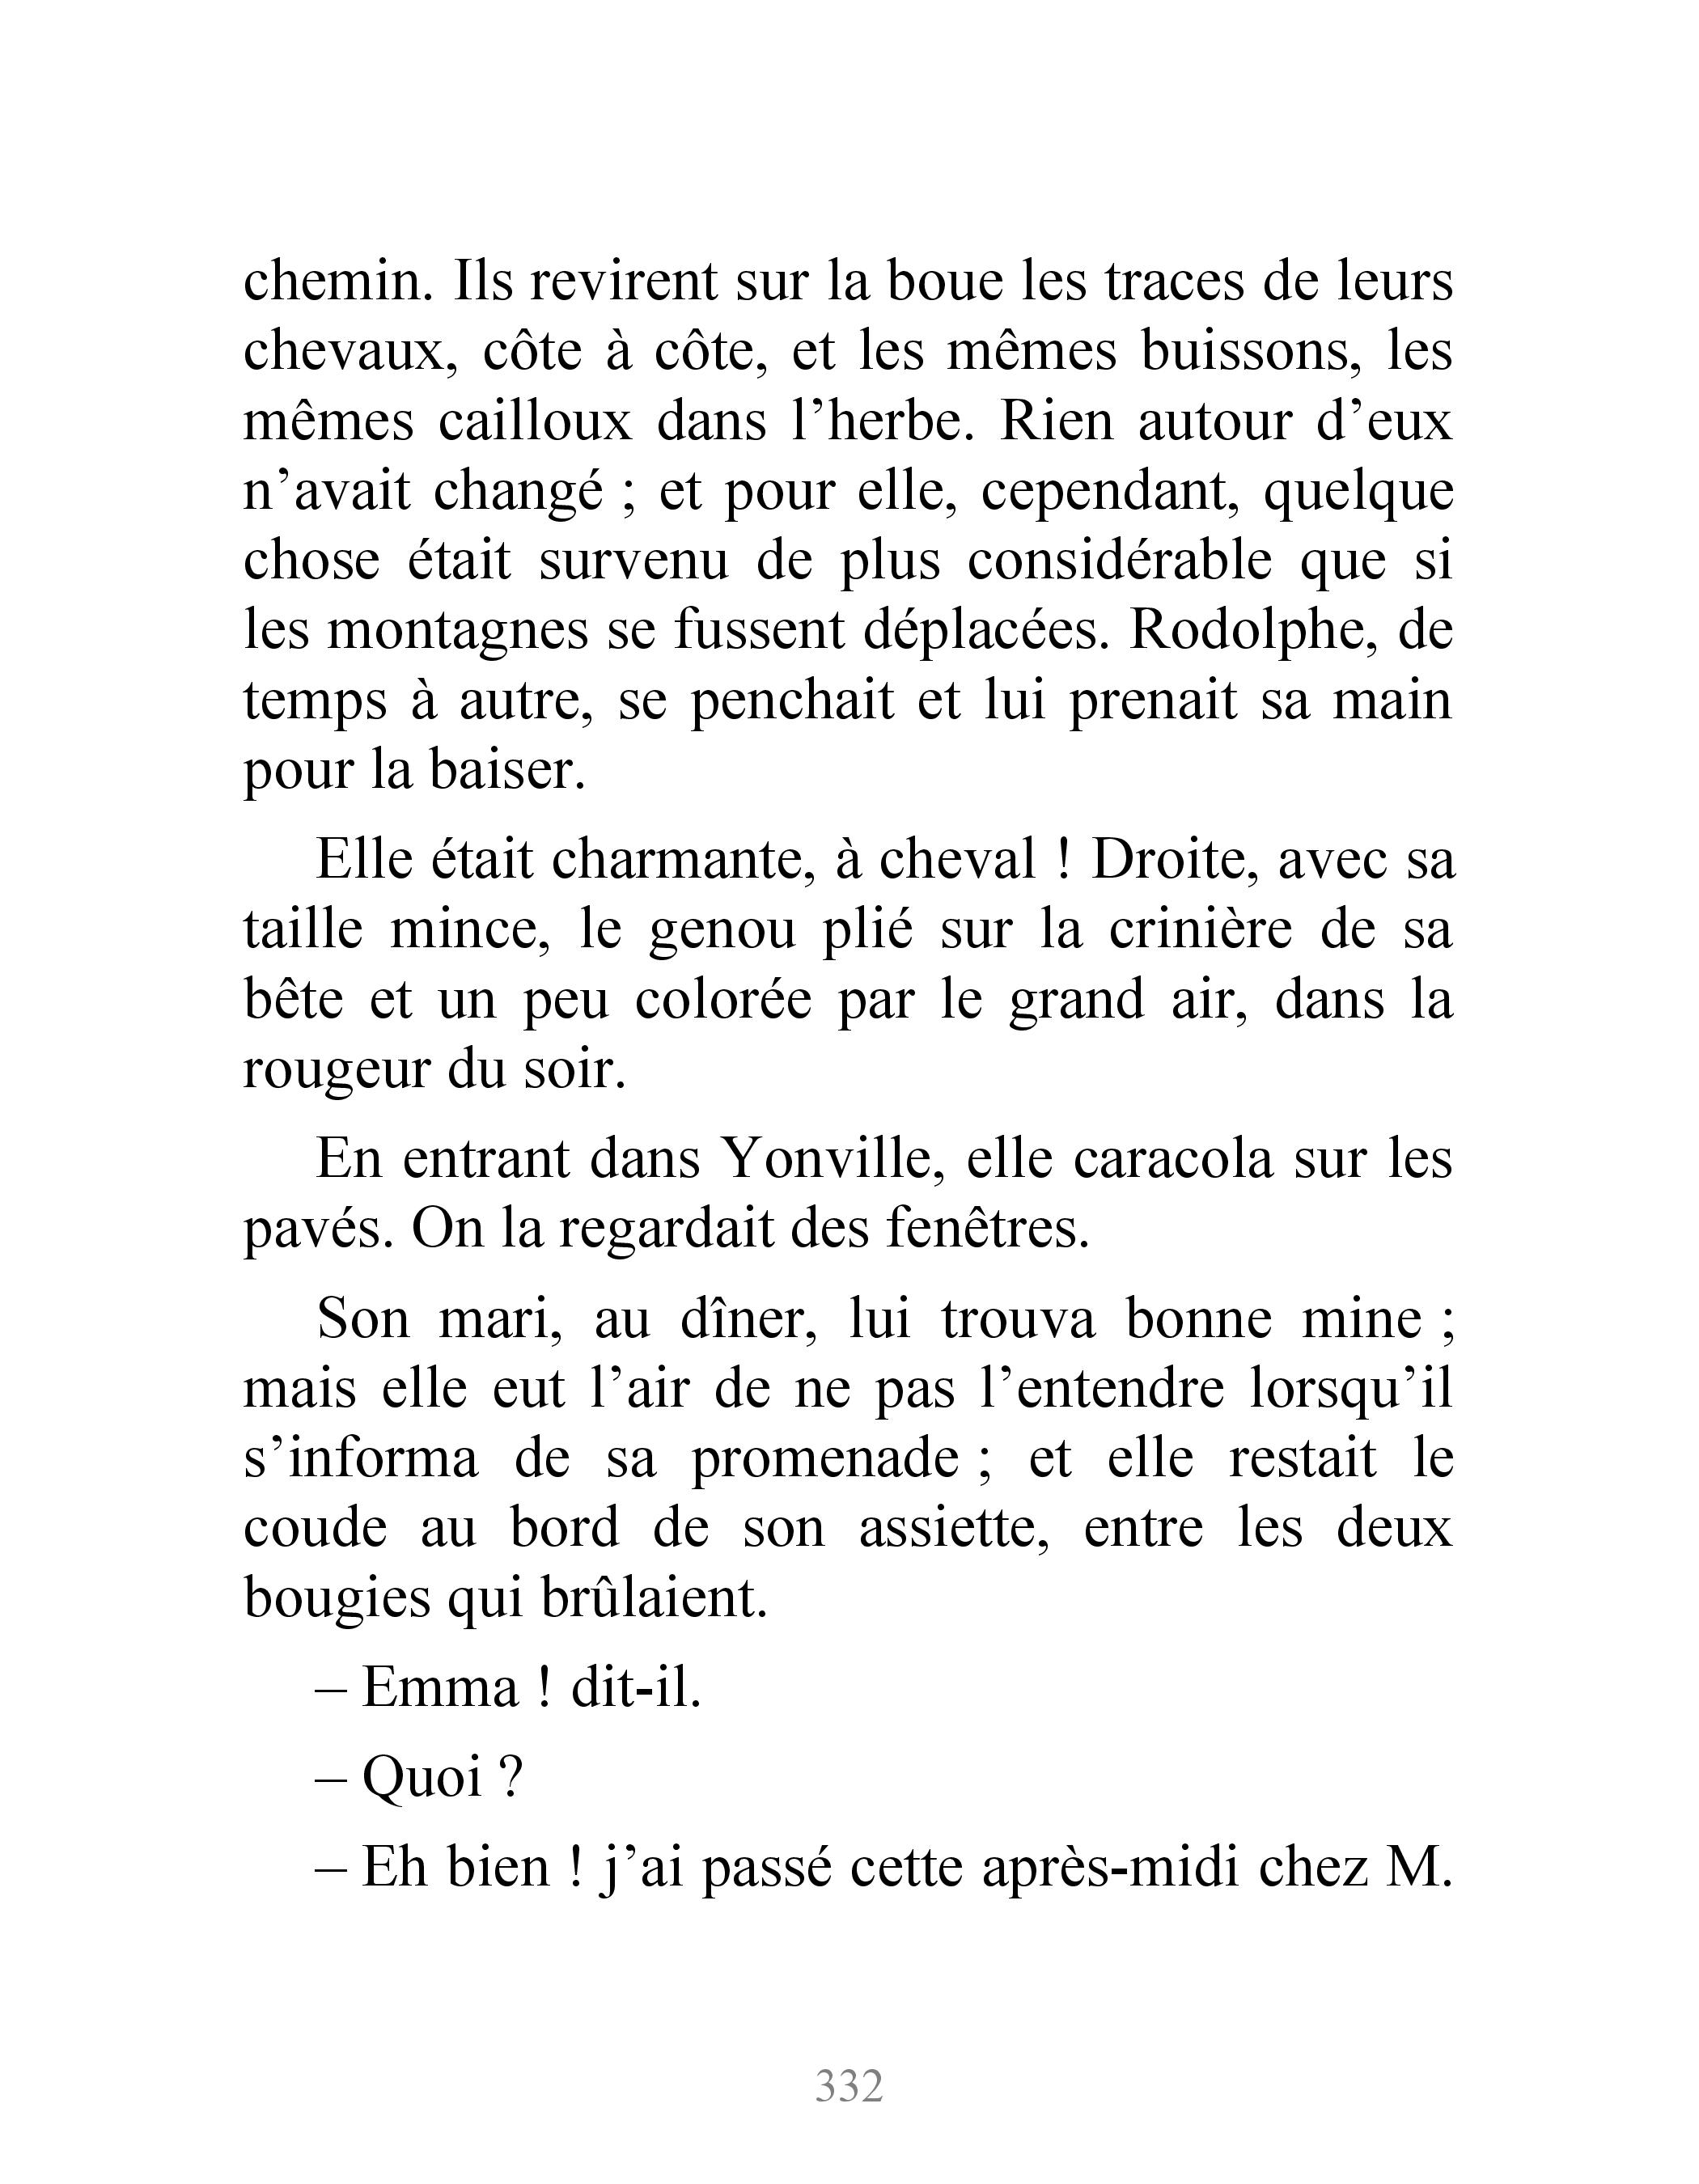 chemin. Ils revirent sur la boue les traces de leurs
chevaux, côte à côte, et les mêmes buissons, les
mêmes cailloux dans l’herbe. Rien autour d’eux
n’avait changé ; et pour elle, cependant, quelque
chose était survenu de plus considérable que si
les montagnes se fussent déplacées. Rodolphe, de
temps à autre, se penchait et lui prenait sa main
pour la baiser.
Elle était charmante, à cheval ! Droite, avec sa
taille mince, le genou plié sur la crinière de sa
bête et un peu colorée par le grand air, dans la
rougeur du soir.
En entrant dans Yonville, elle caracola sur les
pavés. On la regardait des fenêtres.
Son mari, au dîner, lui trouva bonne mine ;
mais elle eut l’air de ne pas l’entendre lorsqu’il
s’informa de sa promenade ; et elle restait le
coude au bord de son assiette, entre les deux
bougies qui brûlaient.
– Emma ! dit-il.
– Quoi ?
– Eh bien ! j’ai passé cette après-midi chez M.
332